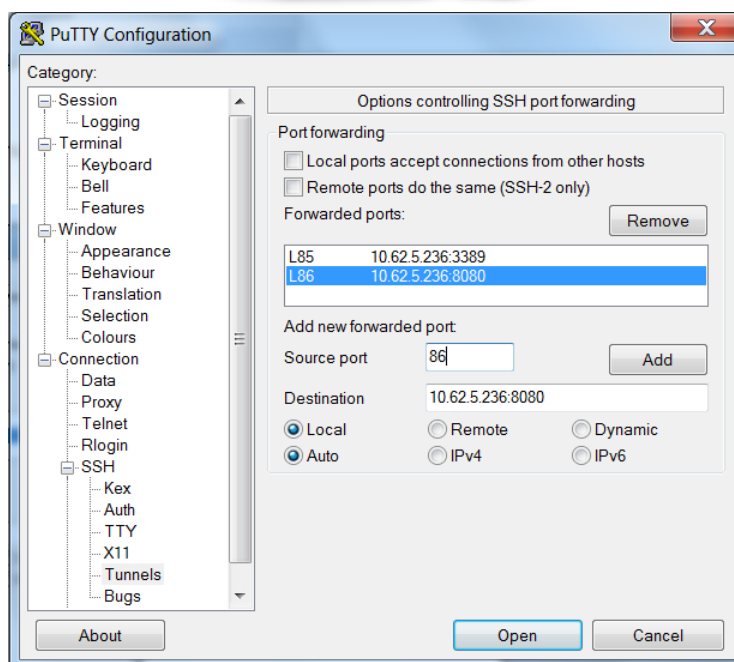 PuTTY Configuration
X
Category:
Session
Logging
Terminal
Keyboard
Bell
Features
Window
Appearance
Behaviour
Translation
Selection
Colours
Connection
Data
Proxy
Telnet
Rlogin
SSH
Kex
Auth
TTY
X11
Tunnels
Bugs
Options controlling SSH port forwarding
Port forwarding
Local ports accept connections from other hosts
Remote ports do the same (SSH-2 only)
Forwarded ports:
Remove
L85 10.62.5.236:3389
L86 10.62.5.236:8080
Add new forwarded port:
Source port 86 Add
Destination 10.62.5.236:8080
Local Remote Dynamic
Auto IPv4 IPv6
About Open Cancel